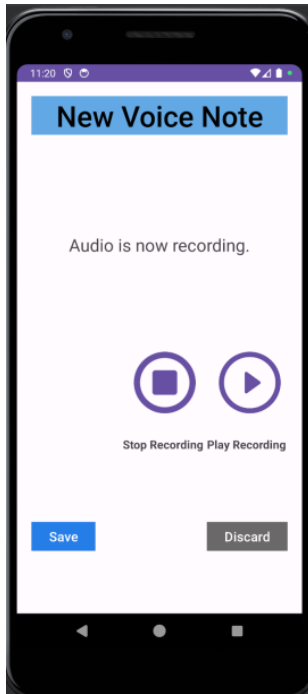 11:20
New Voice Note
Audio is now recording.
Stop Recording Play Recording
Save Discard